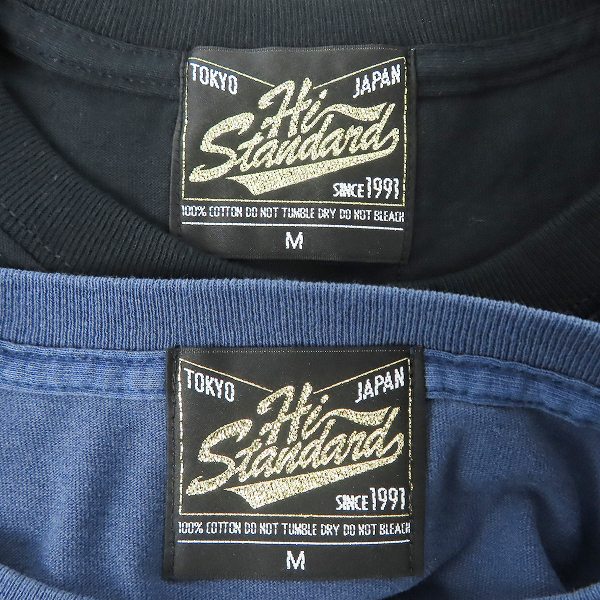 TOKYO JAPAN
Hi
Standard
SINCE 1991
100% COTTON DO NOT TUMBLE DRY DO NOT BLEACH
M
TOKYO JAPAN
Hi
Standard
SINCE 1991
100% COTTON DO NOT TUMBLE DRY DO NOT BLEACH
M